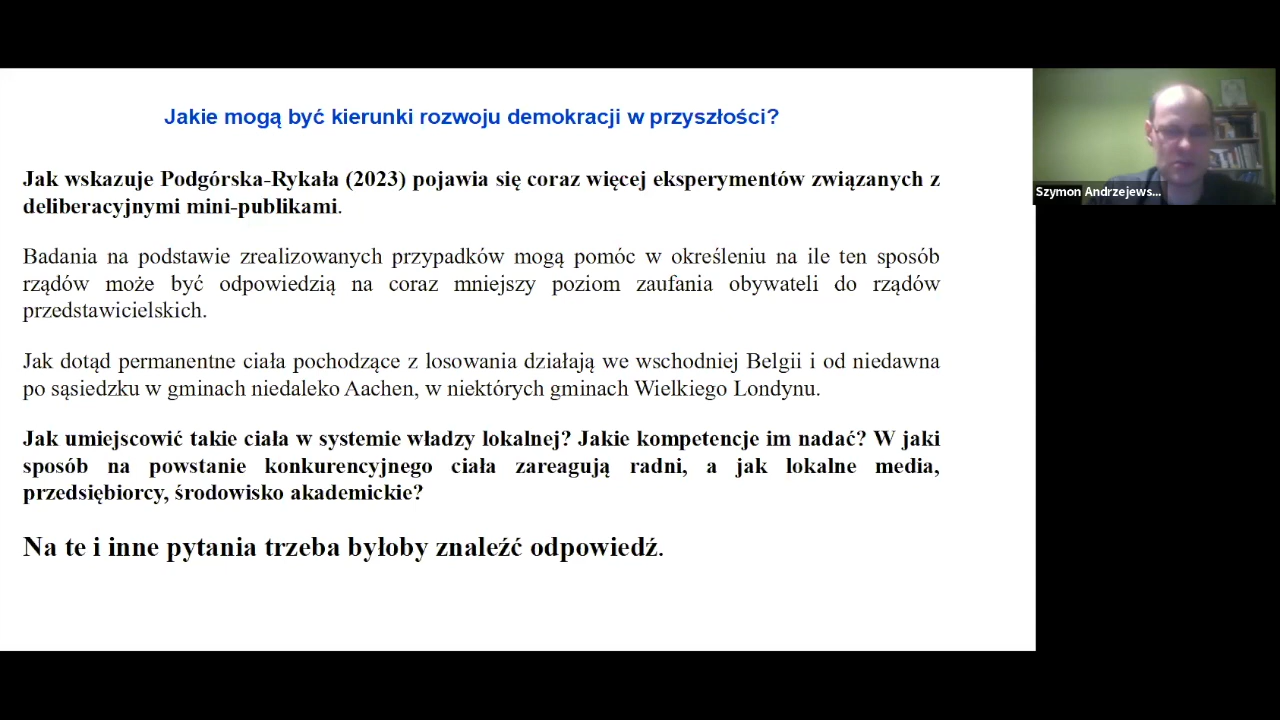 Jakie mogą być kierunki rozwoju demokracji w przyszłości?
Jak wskazuje Podgórska-Rykała (2023) pojawia się coraz więcej eksperymentów związanych z
deliberacyjnymi mini-publikami.
Badania na podstawie zrealizowanych przypadków mogą pomóc w określeniu na ile ten sposób
rządów może być odpowiedzią na coraz mniejszy poziom zaufania obywateli do rządów
przedstawicielskich.
Jak dotąd permanentne ciała pochodzące z losowania działają we wschodniej Belgii i od niedawna
po sąsiedzku w gminach niedaleko Aachen, w niektórych gminach Wielkiego Londynu.
Jak umiejscowić takie ciała w systemie władzy lokalnej? Jakie kompetencje im nadać? W jaki
sposób na powstanie konkurencyjnego ciała zareagują radni, a jak lokalne media,
przedsiębiorcy, środowisko akademickie?
Na te i inne pytania trzeba byłoby znaleźć odpowiedź.
Szymon Andrzejews...